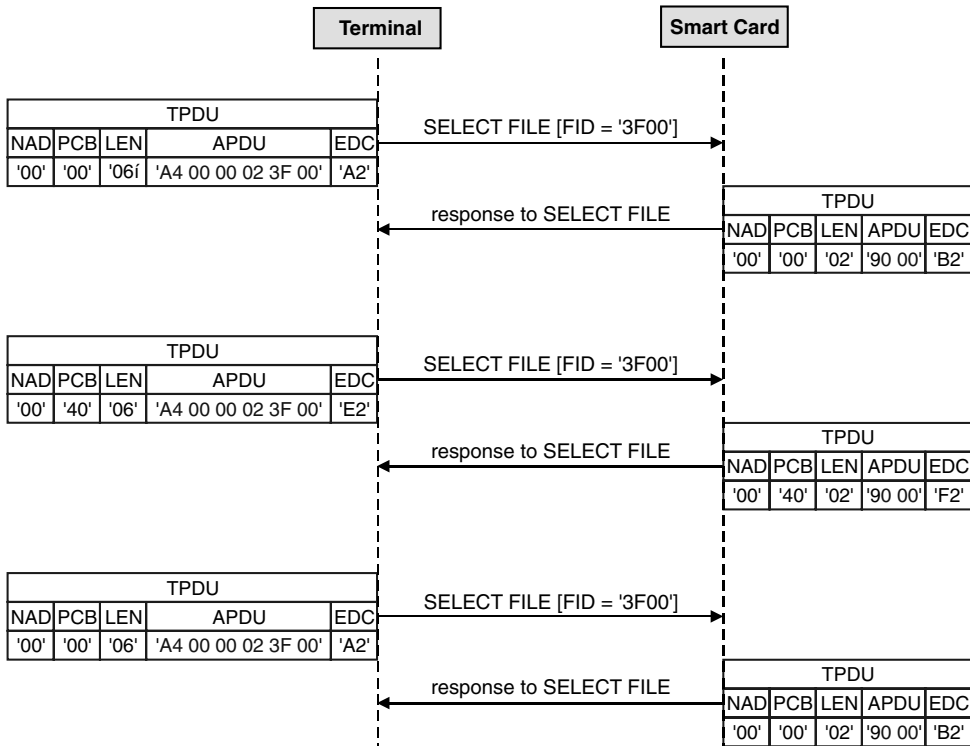 Terminal Smart Card
TPDU
NAD PCB LEN APDU EDC
'00' '00' '06í 'A4 00 00 02 3F 00' 'A2'
SELECT FILE [FID = '3F00']
response to SELECT FILE
TPDU
NAD PCB LEN APDU EDC
'00' '00' '02' '90 00' 'B2'
TPDU
NAD PCB LEN APDU EDC
'00' '40' '06' 'A4 00 00 02 3F 00' 'E2'
SELECT FILE [FID = '3F00']
response to SELECT FILE
TPDU
NAD PCB LEN APDU EDC
'00' '40' '02' '90 00' 'F2'
TPDU
NAD PCB LEN APDU EDC
'00' '00' '06' 'A4 00 00 02 3F 00' 'A2'
SELECT FILE [FID = '3F00']
response to SELECT FILE
TPDU
NAD PCB LEN APDU EDC
'00' '00' '02' '90 00' 'B2'